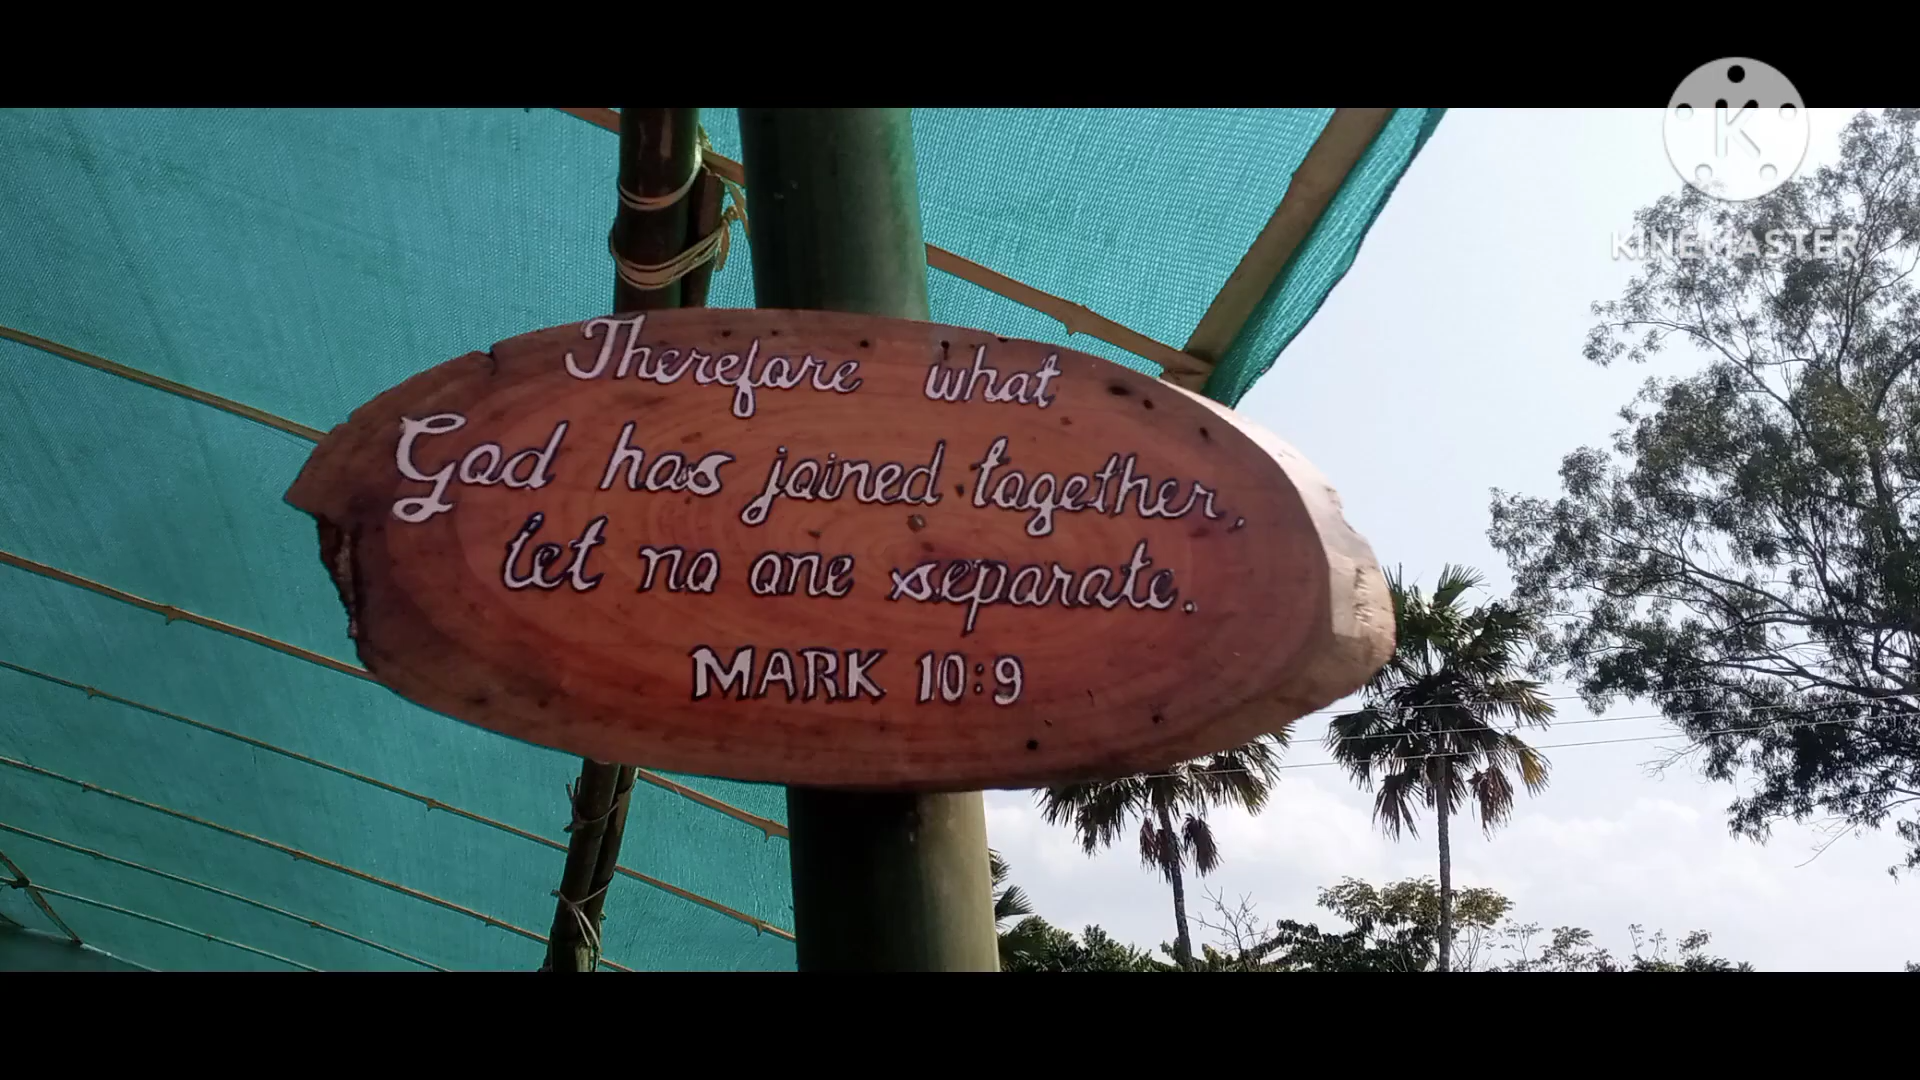 K
KINEMASTER
Therefore what
God has joined together,
let no one separate.
MARK 10:9